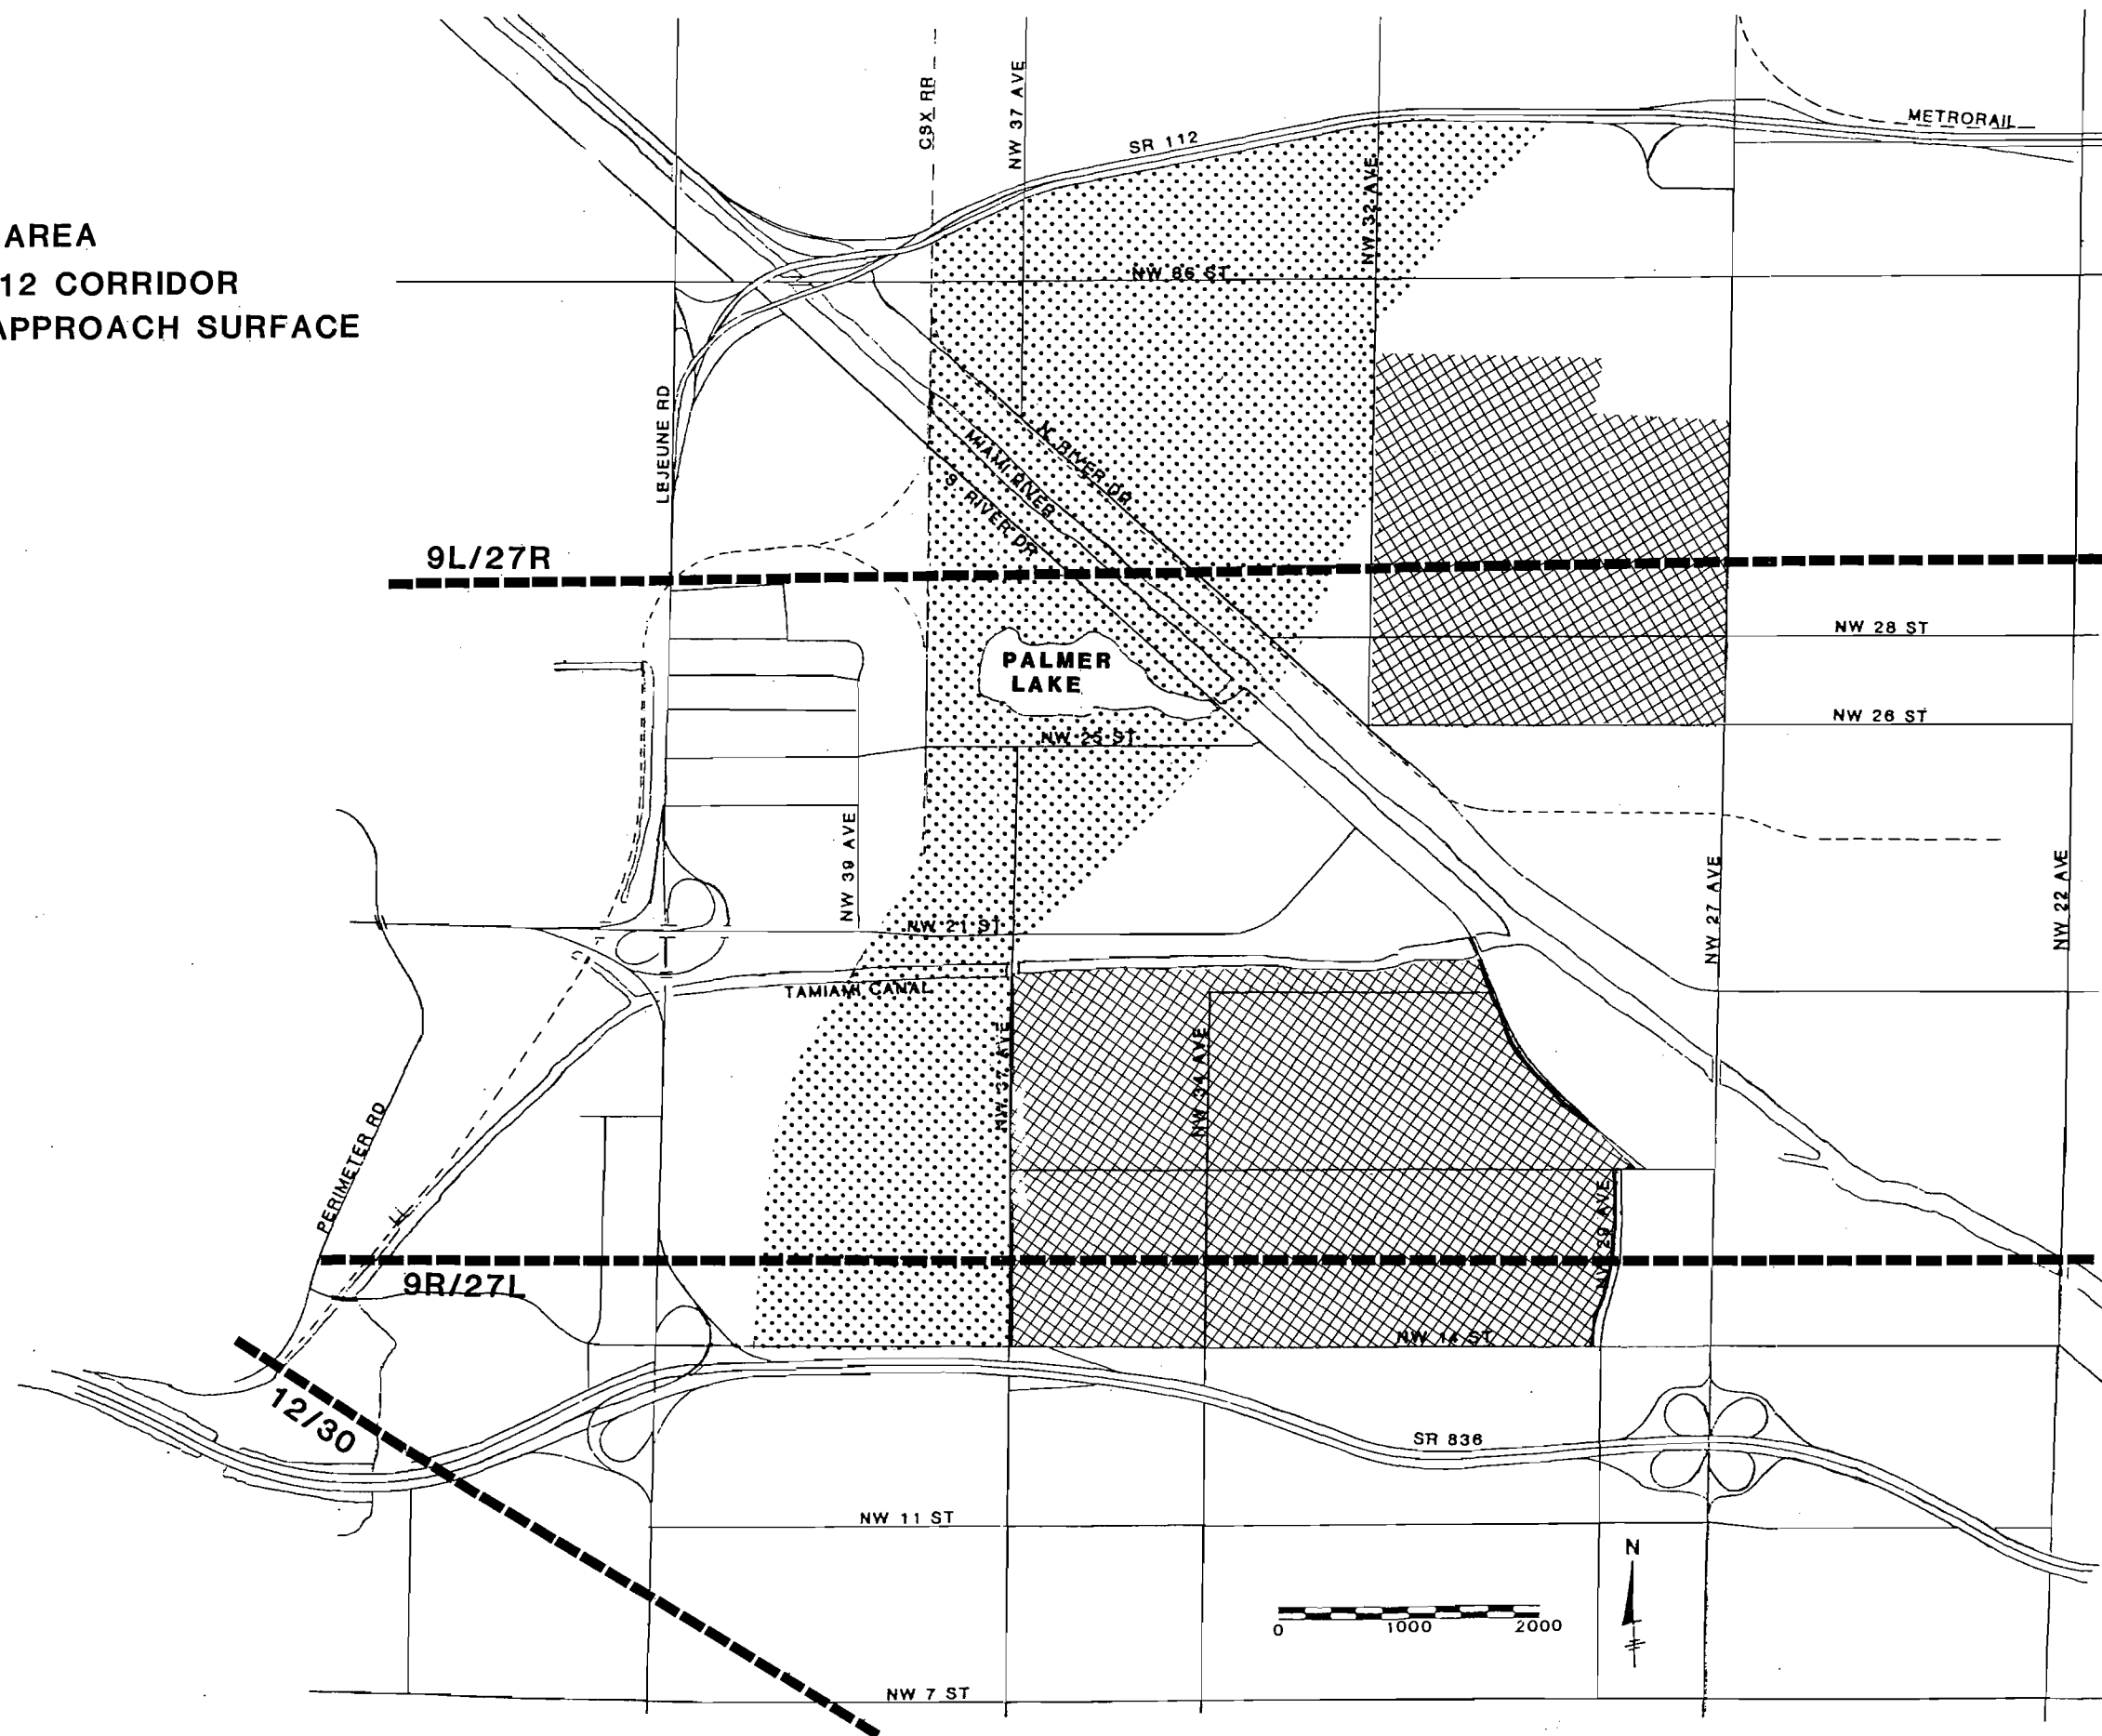 AREA
12 CORRIDOR
APPROACH SURFACE
CSX RR
NW 37 AVE
SR 112
NW 32 AVE
METRORAIL
NW 86 ST
LEJEUNE RD
N. RIVER DR
MIAMI RIVER
S RIVER DR
9L/27R
NW 28 ST
PALMER
LAKE
NW 26 ST
NW 25 ST
NW 39 AVE
NW 27 AVE
NW 22 AVE
NW 21 ST
TAMIAMI CANAL
NW 37 AVE
NW 34 AVE
PERIMETER RD
NW 29 AVE
9R/27L
NW 14 ST
12/30
SR 836
NW 11 ST
N
0 1000 2000
NW 7 ST